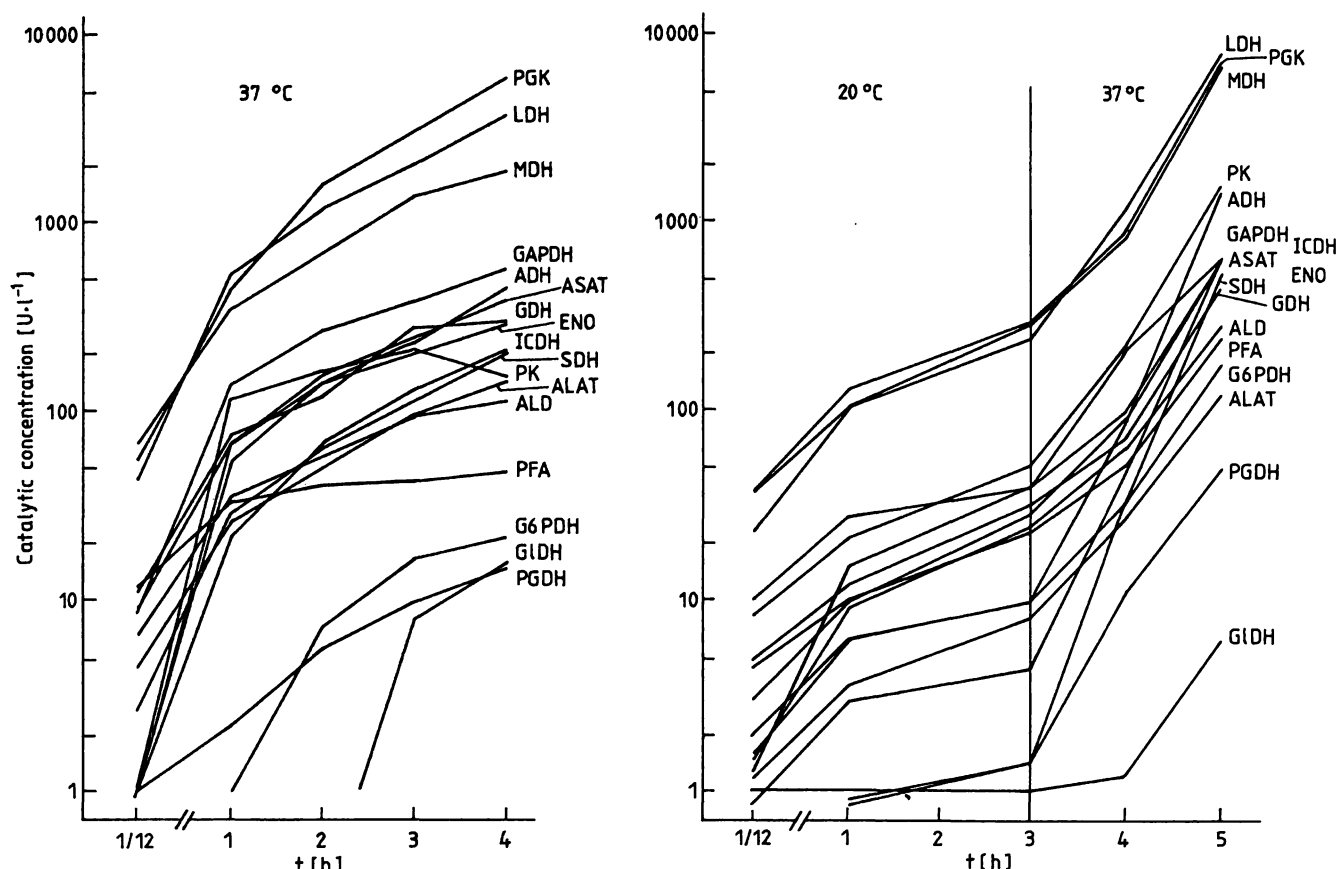 Catalytic concentration [U·l⁻¹]
10000
1000
100
10
1
37 °C
PGK
LDH
MDH
GAPDH
ADH
ASAT
GDH
ENO
ICDH
SDH
PK
ALAT
ALD
PFA
G6PDH
GlDH
PGDH
1/12 1 2 3 4
t [h]
10000
1000
100
10
1
20 °C 37 °C
LDH
PGK
MDH
PK
ADH
GAPDH ICDH
ASAT
SDH ENO
GDH
ALD
PFA
G6PDH
ALAT
PGDH
GlDH
1/12 1 2 3 4 5
t [h]